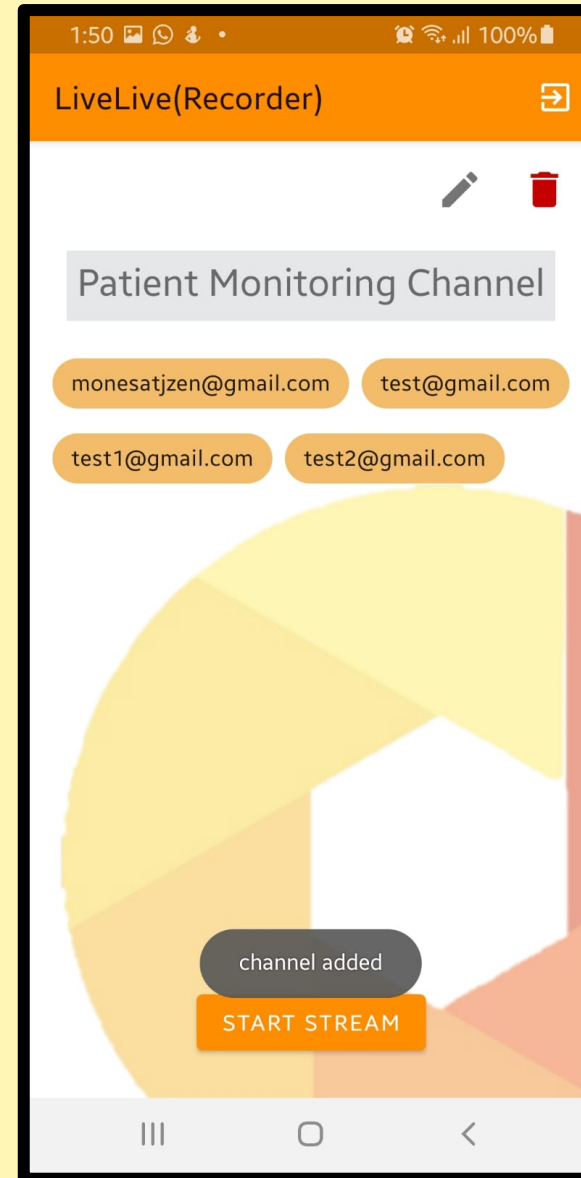 1:50 100%
LiveLive(Recorder)
Patient Monitoring Channel
monesatjzen@gmail.com test@gmail.com
test1@gmail.com test2@gmail.com
channel added
START STREAM